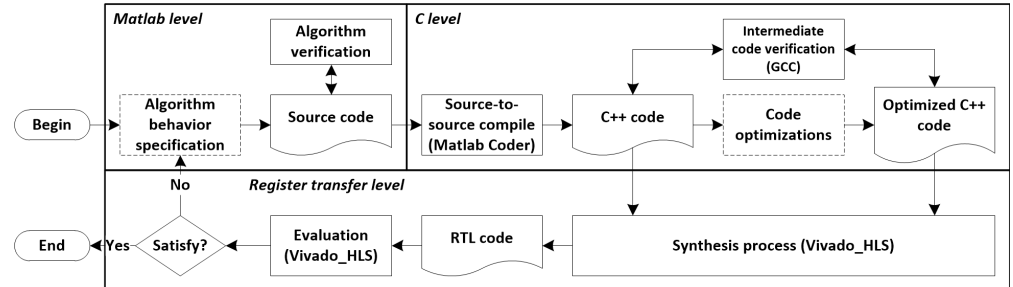 Matlab level
C level
Algorithm
verification
Intermediate
code verification
(GCC)
Begin
Algorithm
behavior
specification
Source code
Source-to-
source compile
(Matlab Coder)
C++ code
Code
optimizations
Optimized C++
code
No
Register transfer level
End
Yes
Satisfy?
Evaluation
(Vivado_HLS)
RTL code
Synthesis process (Vivado_HLS)